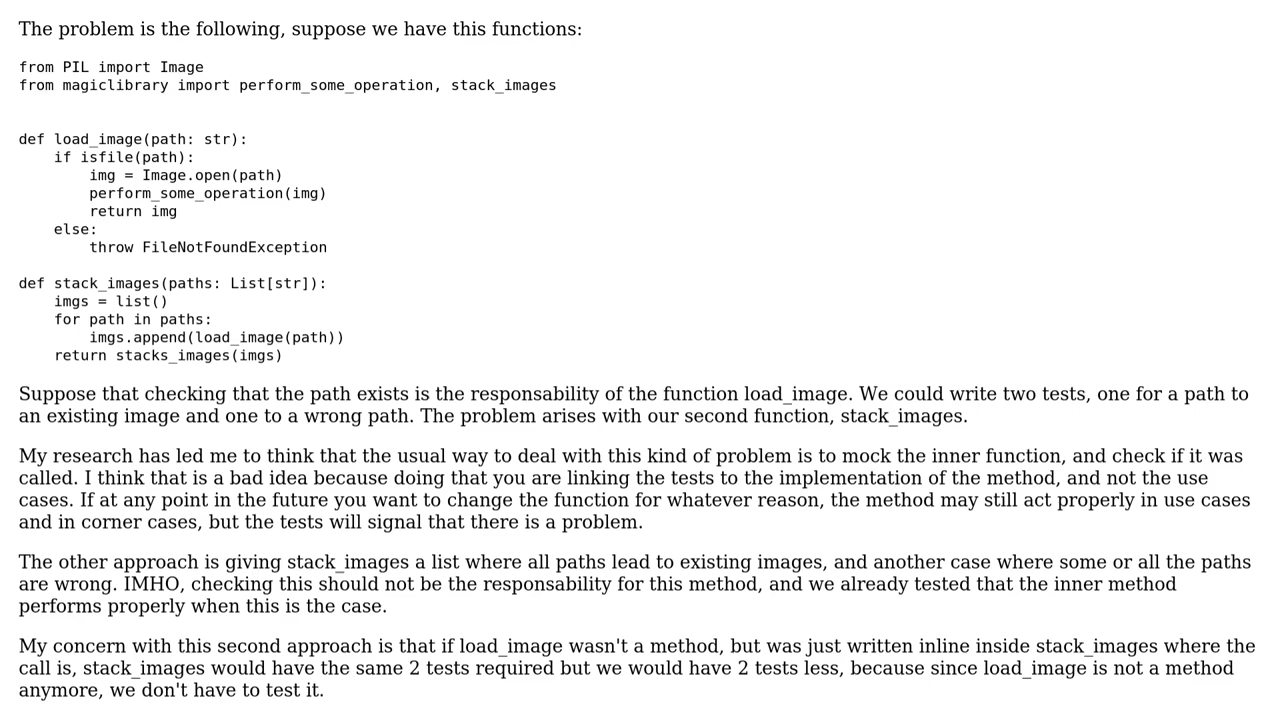 The problem is the following, suppose we have this functions:
from PIL import Image
from magiclibrary import perform_some_operation, stack_images
def load_image(path: str):
    if isfile(path):
        img = Image.open(path)
        perform_some_operation(img)
        return img
    else:
        throw FileNotFoundException
def stack_images(paths: List[str]):
    imgs = list()
    for path in paths:
        imgs.append(load_image(path))
    return stacks_images(imgs)
Suppose that checking that the path exists is the responsability of the function load_image. We could write two tests, one for a path to
an existing image and one to a wrong path. The problem arises with our second function, stack_images.
My research has led me to think that the usual way to deal with this kind of problem is to mock the inner function, and check if it was
called. I think that is a bad idea because doing that you are linking the tests to the implementation of the method, and not the use
cases. If at any point in the future you want to change the function for whatever reason, the method may still act properly in use cases
and in corner cases, but the tests will signal that there is a problem.
The other approach is giving stack_images a list where all paths lead to existing images, and another case where some or all the paths
are wrong. IMHO, checking this should not be the responsability for this method, and we already tested that the inner method
performs properly when this is the case.
My concern with this second approach is that if load_image wasn't a method, but was just written inline inside stack_images where the
call is, stack_images would have the same 2 tests required but we would have 2 tests less, because since load_image is not a method
anymore, we don't have to test it.